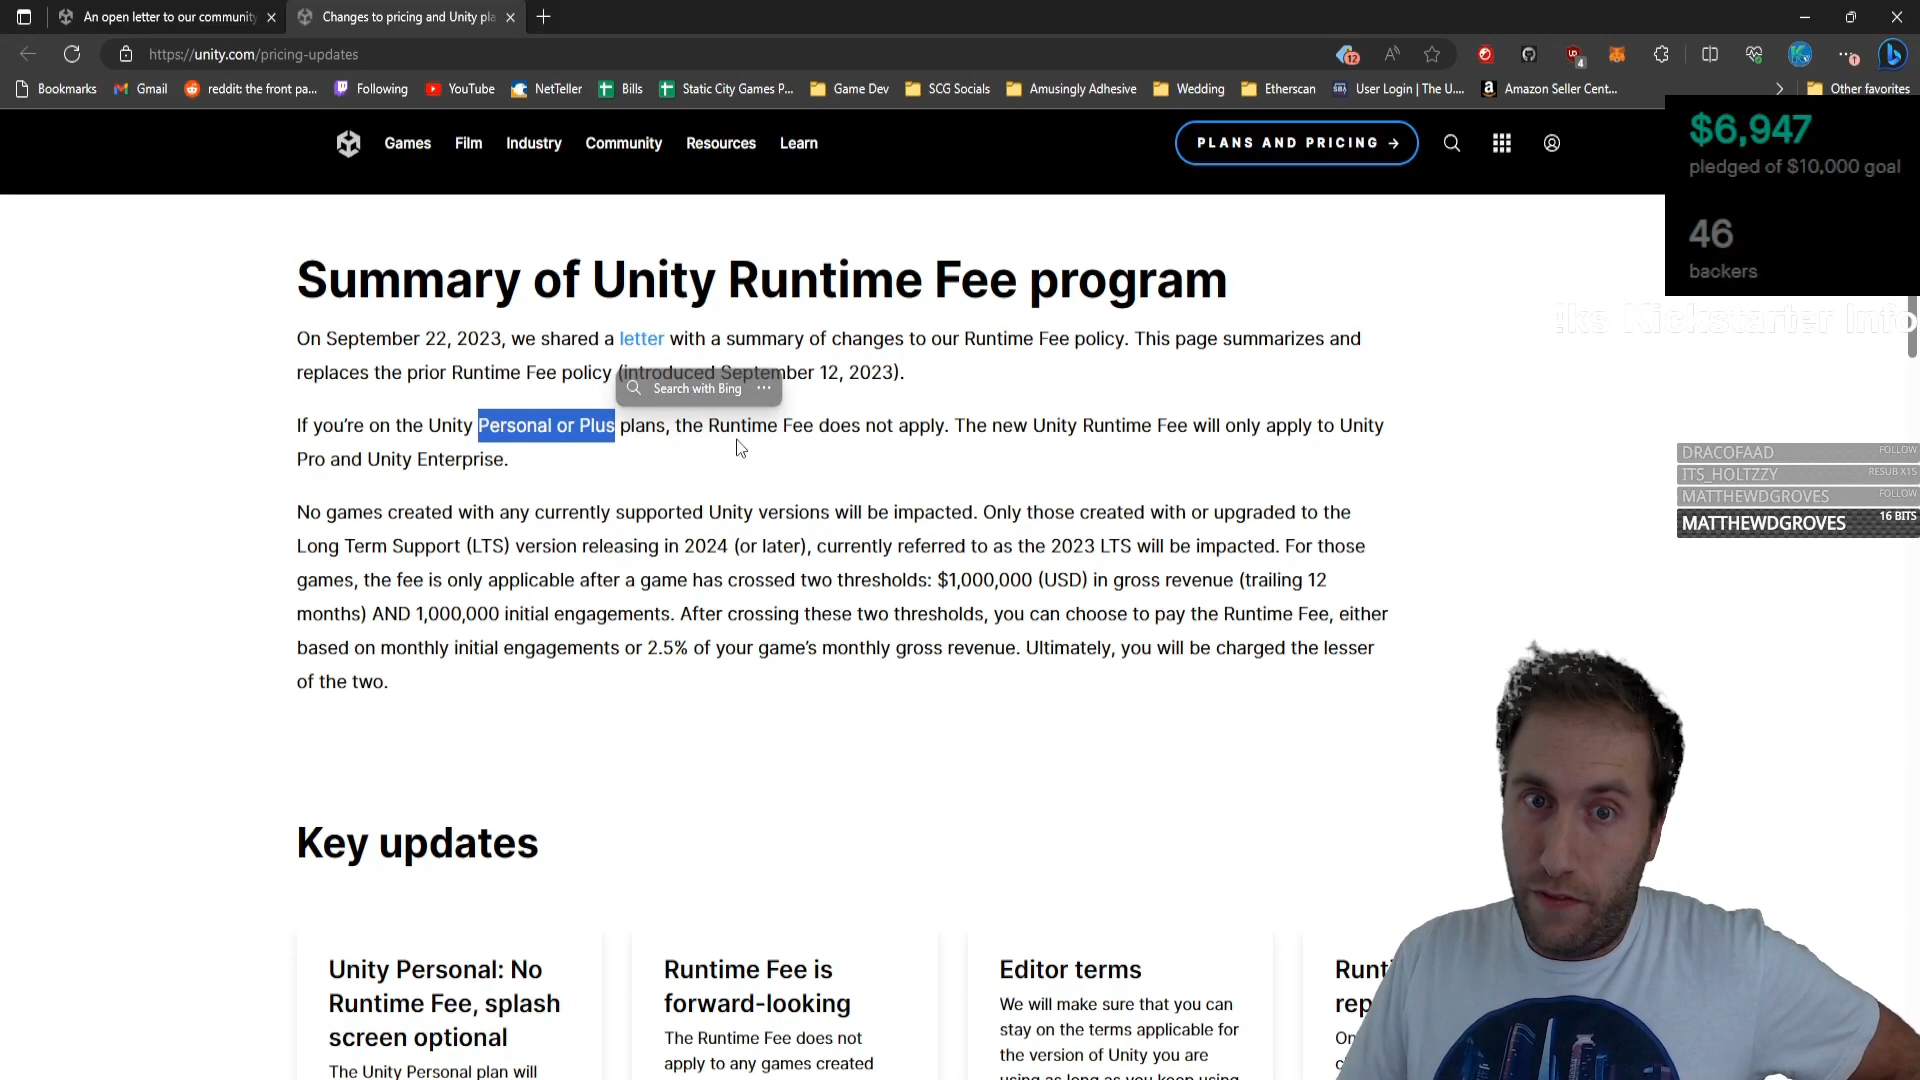 An open letter to our community
Changes to pricing and Unity pla
https://unity.com/pricing-updates
12
4
Bookmarks
Gmail
reddit: the front pa...
Following
YouTube
NetTeller
Bills
Static City Games P...
Game Dev
SCG Socials
Amusingly Adhesive
Wedding
Etherscan
User Login | The U....
Amazon Seller Cent...
Other favorites
Games
Film
Industry
Community
Resources
Learn
PLANS AND PRICING →
$6,947
pledged of $10,000 goal
46
backers
Kickstarter Info
Summary of Unity Runtime Fee program
On September 22, 2023, we shared a letter with a summary of changes to our Runtime Fee policy. This page summarizes and
replaces the prior Runtime Fee policy (introduced September 12, 2023).
Search with Bing
If you're on the Unity Personal or Plus plans, the Runtime Fee does not apply. The new Unity Runtime Fee will only apply to Unity
Pro and Unity Enterprise.
No games created with any currently supported Unity versions will be impacted. Only those created with or upgraded to the
Long Term Support (LTS) version releasing in 2024 (or later), currently referred to as the 2023 LTS will be impacted. For those
games, the fee is only applicable after a game has crossed two thresholds: $1,000,000 (USD) in gross revenue (trailing 12
months) AND 1,000,000 initial engagements. After crossing these two thresholds, you can choose to pay the Runtime Fee, either
based on monthly initial engagements or 2.5% of your game's monthly gross revenue. Ultimately, you will be charged the lesser
of the two.
DRACOFAAD FOLLOW
ITS_HOLTZZY RESUB X15
MATTHEWDGROVES FOLLOW
MATTHEWDGROVES 16 BITS
Key updates
Unity Personal: No
Runtime Fee, splash
screen optional
The Unity Personal plan will
Runtime Fee is
forward-looking
The Runtime Fee does not
apply to any games created
Editor terms
We will make sure that you can
stay on the terms applicable for
the version of Unity you are
using as long as you keep using